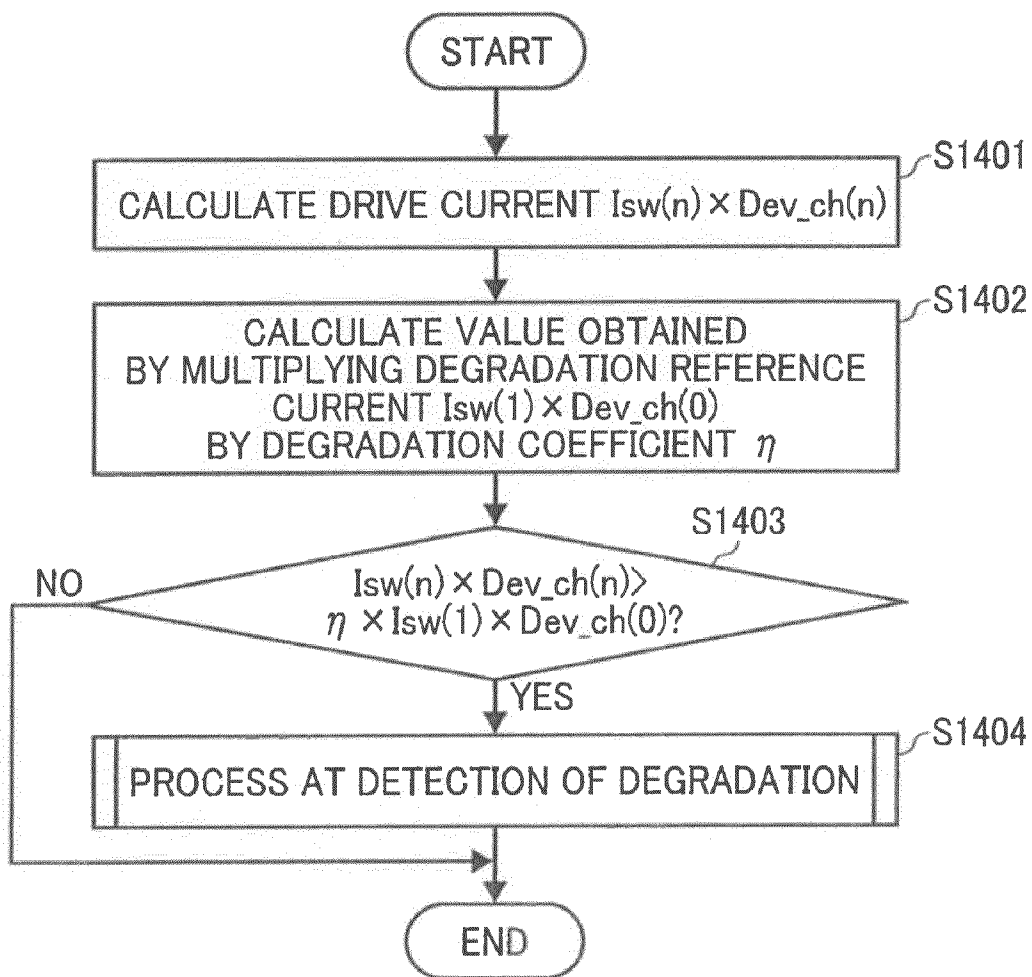 START
S1401
CALCULATE DRIVE CURRENT Isw(n) × Dev_ch(n)
S1402
CALCULATE VALUE OBTAINED
BY MULTIPLYING DEGRADATION REFERENCE
CURRENT Isw(1) × Dev_ch(0)
BY DEGRADATION COEFFICIENT η
S1403
NO
Isw(n) × Dev_ch(n)>
η × Isw(1) × Dev_ch(0)?
YES
S1404
PROCESS AT DETECTION OF DEGRADATION
END